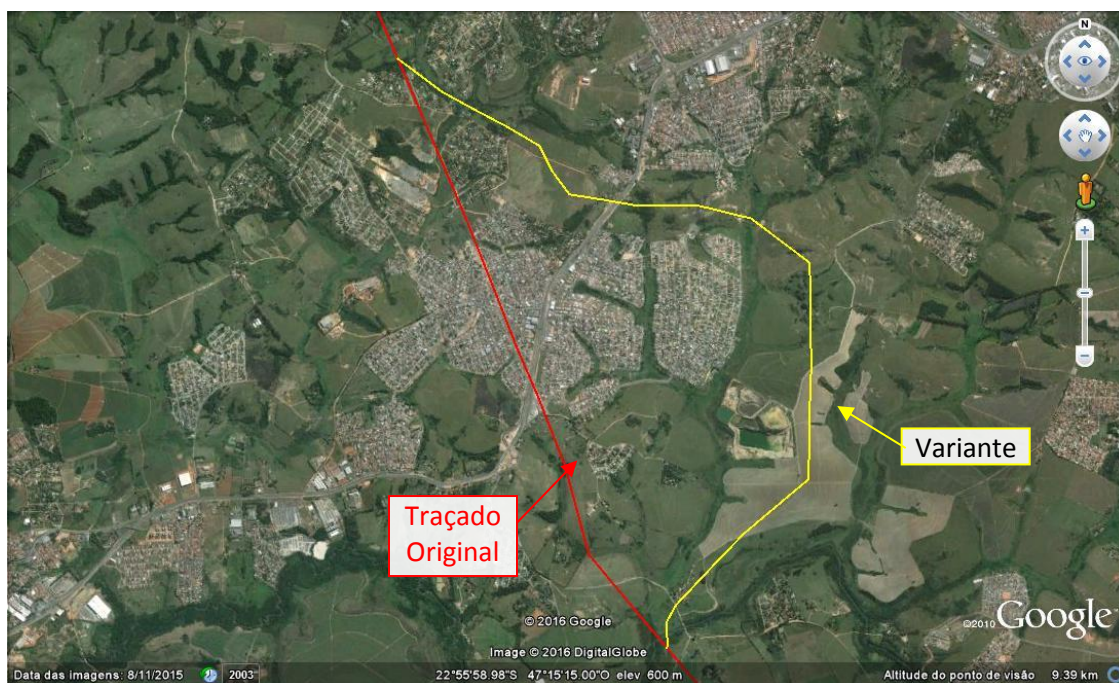 N
Variante
Traçado
Original
© 2016 Google
Image © 2016 DigitalGlobe
©2010 Google
Data das imagens: 8/11/2015 2003
22°55'58.98"S 47°15'15.00"O elev 600 m
Altitude do ponto de visão 9.39 km